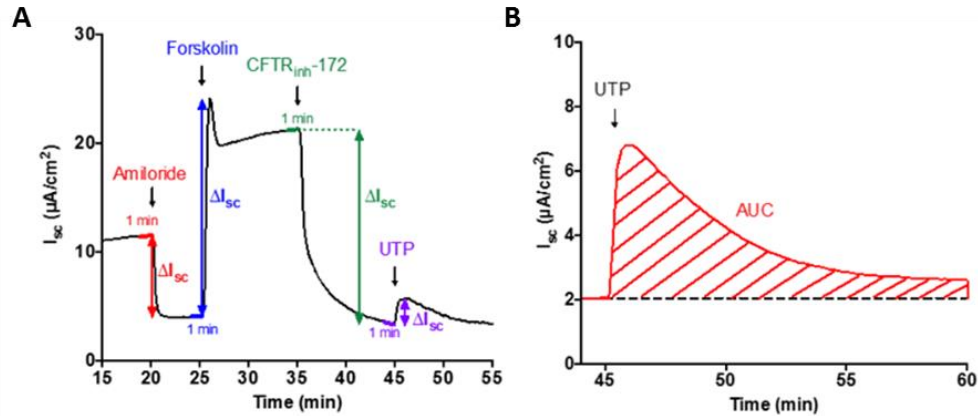 A
Forskolin
CFTRinh-172
Amiloride
1 min
1 min
ΔIsc
ΔIsc
ΔIsc
UTP
1 min
1 min
ΔIsc
Isc (µA/cm²)
30
20
10
0
15 20 25 30 35 40 45 50 55
Time (min)
B
UTP
AUC
Isc (µA/cm²)
10
8
6
4
2
0
45 50 55 60
Time (min)